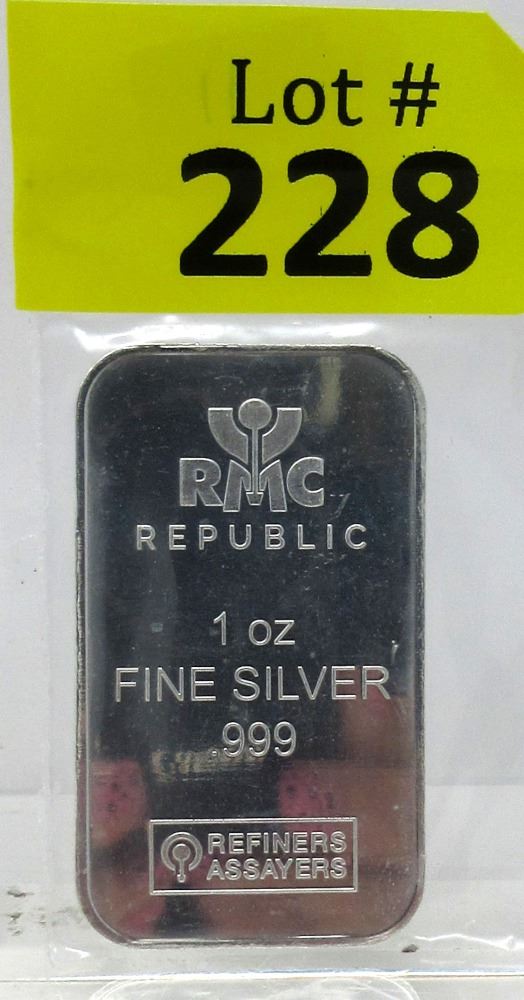 Lot #
228
RMC
REPUBLIC
1 oz
FINE SILVER
.999
REFINERS
ASSAYERS